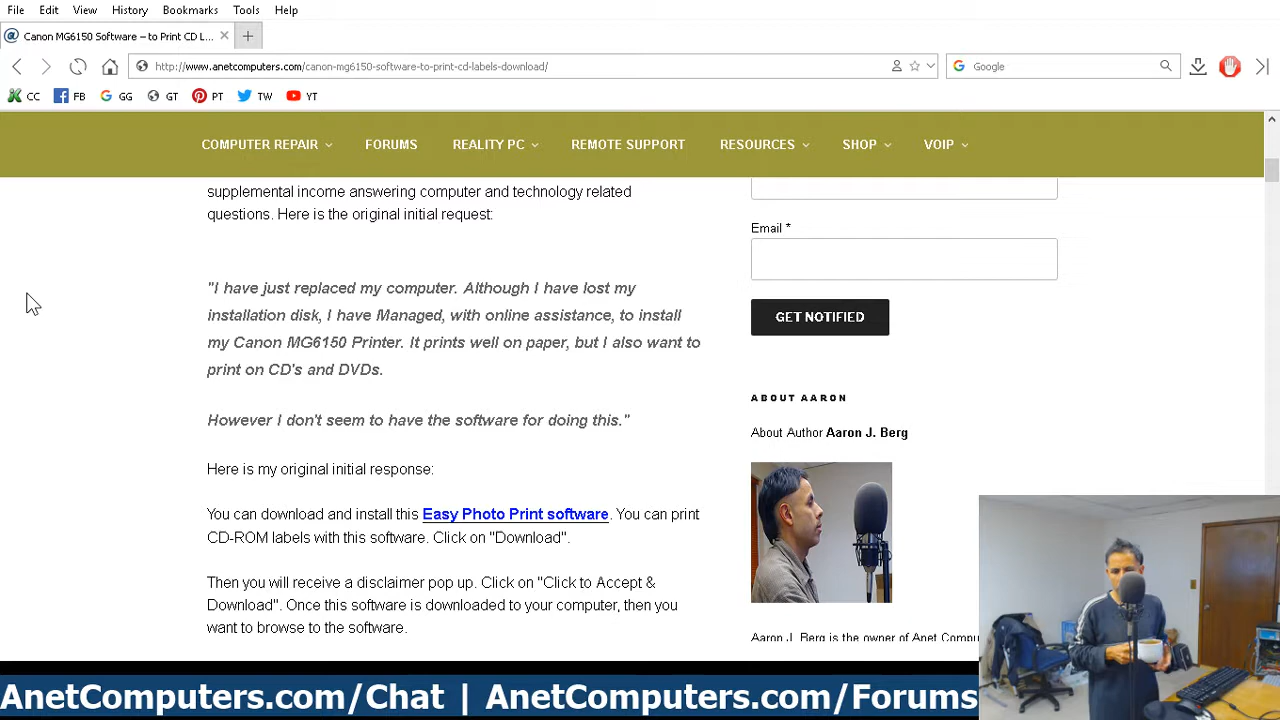 File Edit View History Bookmarks Tools Help
Canon MG6150 Software – to Print CD L...
http://www.anetcomputers.com/canon-mg6150-software-to-print-cd-labels-download/
Google
CC FB GG GT PT TW YT
COMPUTER REPAIR FORUMS REALITY PC REMOTE SUPPORT RESOURCES SHOP VOIP
supplemental income answering computer and technology related
questions. Here is the original initial request:
"I have just replaced my computer. Although I have lost my
installation disk, I have Managed, with online assistance, to install
my Canon MG6150 Printer. It prints well on paper, but I also want to
print on CD's and DVDs.
However I don't seem to have the software for doing this."
Here is my original initial response:
You can download and install this Easy Photo Print software. You can print
CD-ROM labels with this software. Click on "Download".
Then you will receive a disclaimer pop up. Click on "Click to Accept &
Download". Once this software is downloaded to your computer, then you
want to browse to the software.
Email *
GET NOTIFIED
ABOUT AARON
About Author Aaron J. Berg
Aaron J. Berg is the owner of Anet Compu
AnetComputers.com/Chat | AnetComputers.com/Forums